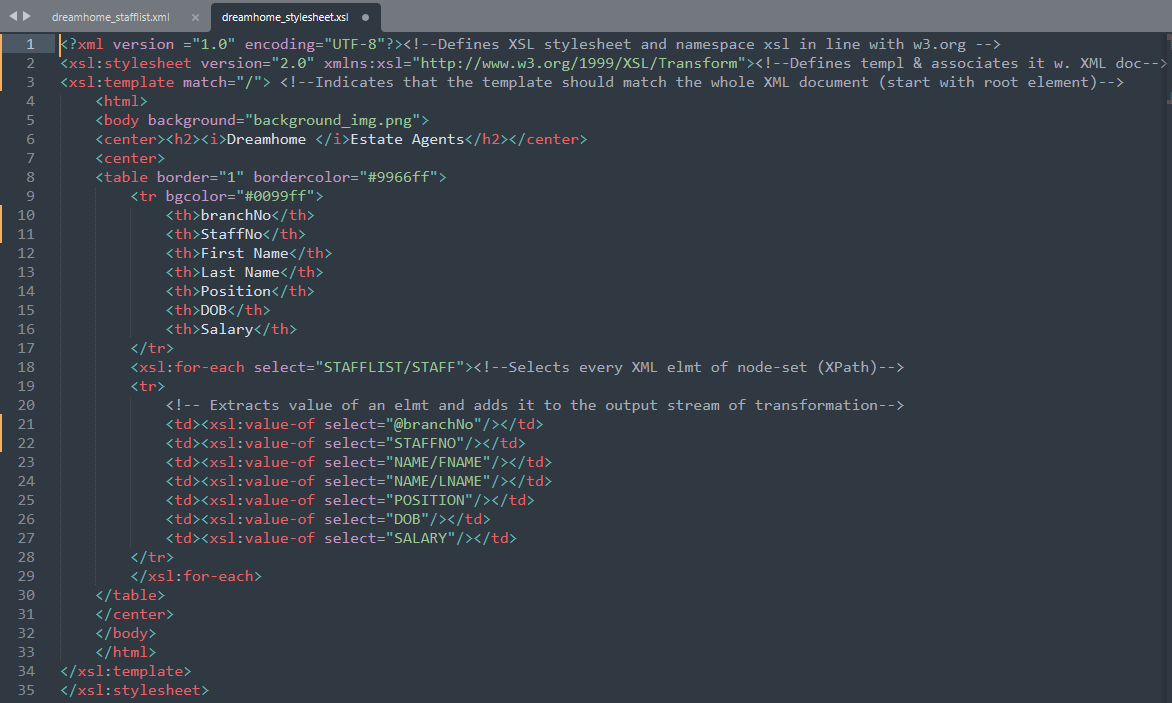 dreamhome_stafflist.xml × dreamhome_stylesheet.xsl
1 <?xml version ="1.0" encoding="UTF-8"?><!--Defines XSL stylesheet and namespace xsl in line with w3.org -->
2 <xsl:stylesheet version="2.0" xmlns:xsl="http://www.w3.org/1999/XSL/Transform"><!--Defines templ & associates it w. XML doc-->
3 <xsl:template match="/"> <!--Indicates that the template should match the whole XML document (start with root element)-->
4     <html>
5     <body background="background_img.png">
6     <center><h2><i>Dreamhome </i>Estate Agents</h2></center>
7     <center>
8     <table border="1" bordercolor="#9966ff">
9         <tr bgcolor="#0099ff">
10             <th>branchNo</th>
11             <th>StaffNo</th>
12             <th>First Name</th>
13             <th>Last Name</th>
14             <th>Position</th>
15             <th>DOB</th>
16             <th>Salary</th>
17         </tr>
18         <xsl:for-each select="STAFFLIST/STAFF"><!--Selects every XML elmt of node-set (XPath)-->
19         <tr>
20             <!-- Extracts value of an elmt and adds it to the output stream of transformation-->
21             <td><xsl:value-of select="@branchNo"/></td>
22             <td><xsl:value-of select="STAFFNO"/></td>
23             <td><xsl:value-of select="NAME/FNAME"/></td>
24             <td><xsl:value-of select="NAME/LNAME"/></td>
25             <td><xsl:value-of select="POSITION"/></td>
26             <td><xsl:value-of select="DOB"/></td>
27             <td><xsl:value-of select="SALARY"/></td>
28         </tr>
29         </xsl:for-each>
30     </table>
31     </center>
32     </body>
33     </html>
34 </xsl:template>
35 </xsl:stylesheet>